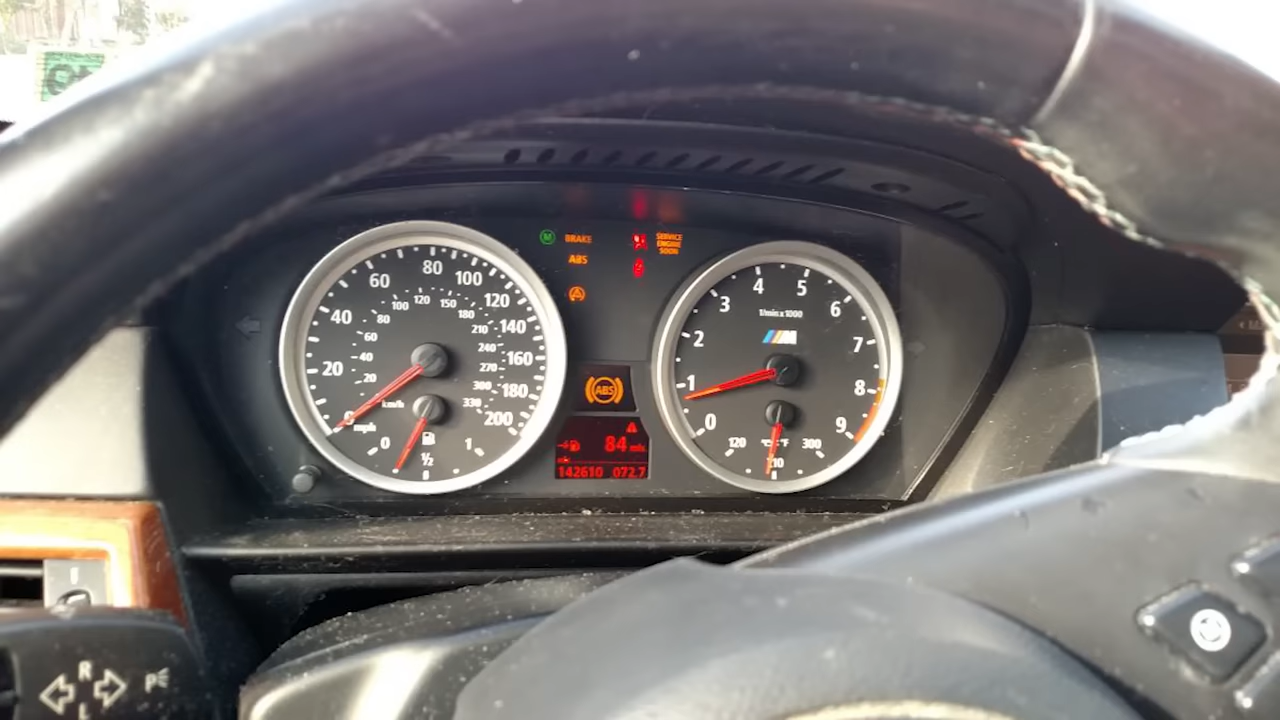 M BRAKE
SERVICE
ENGINE
SOON
ABS
20 40 60 80 100 120 140 160 180 200
20 40 60 80 100 120 150 180 210 240 270 300 330
km/h
mph
0 1/2 1
ABS
84 mls
142610 072.7
0 1 2 3 4 5 6 7 8 9
1/min x 1000
M
120 °F 300
R
L
P